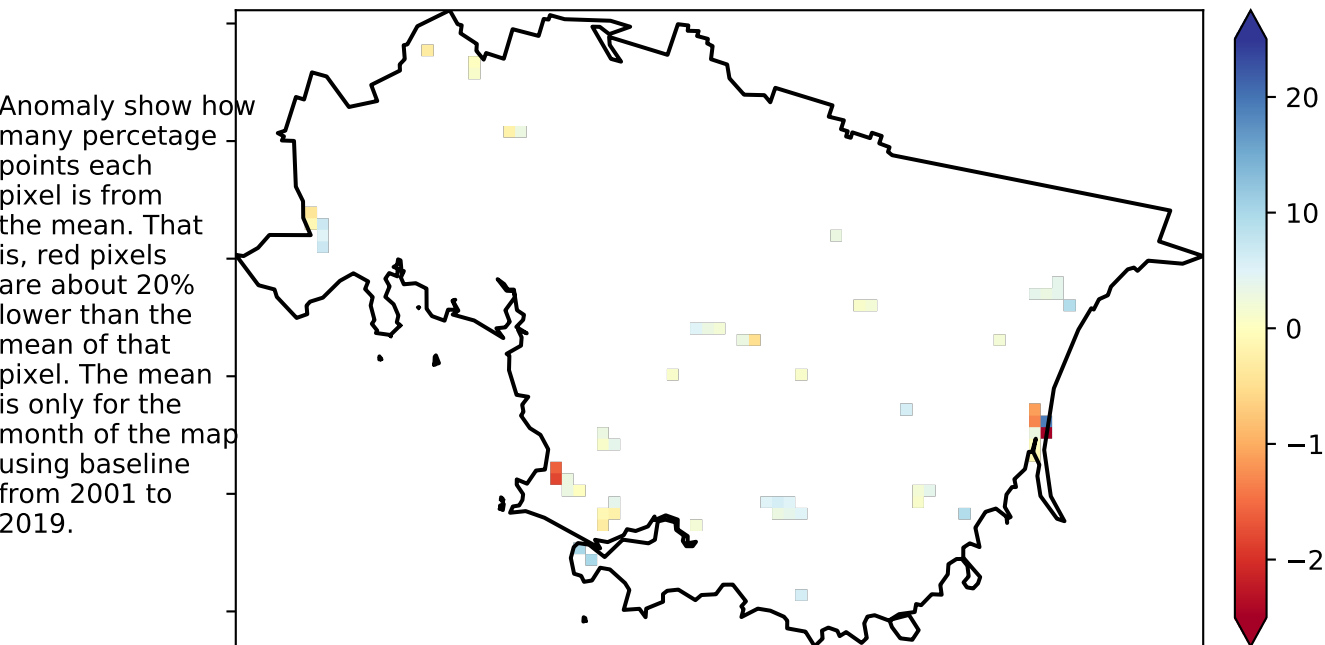 Anomaly show how
many percetage
points each
pixel is from
the mean. That
is, red pixels
are about 20%
lower than the
mean of that
pixel. The mean
is only for the
month of the map
using baseline
from 2001 to
2019.
20
10
0
−1
−2